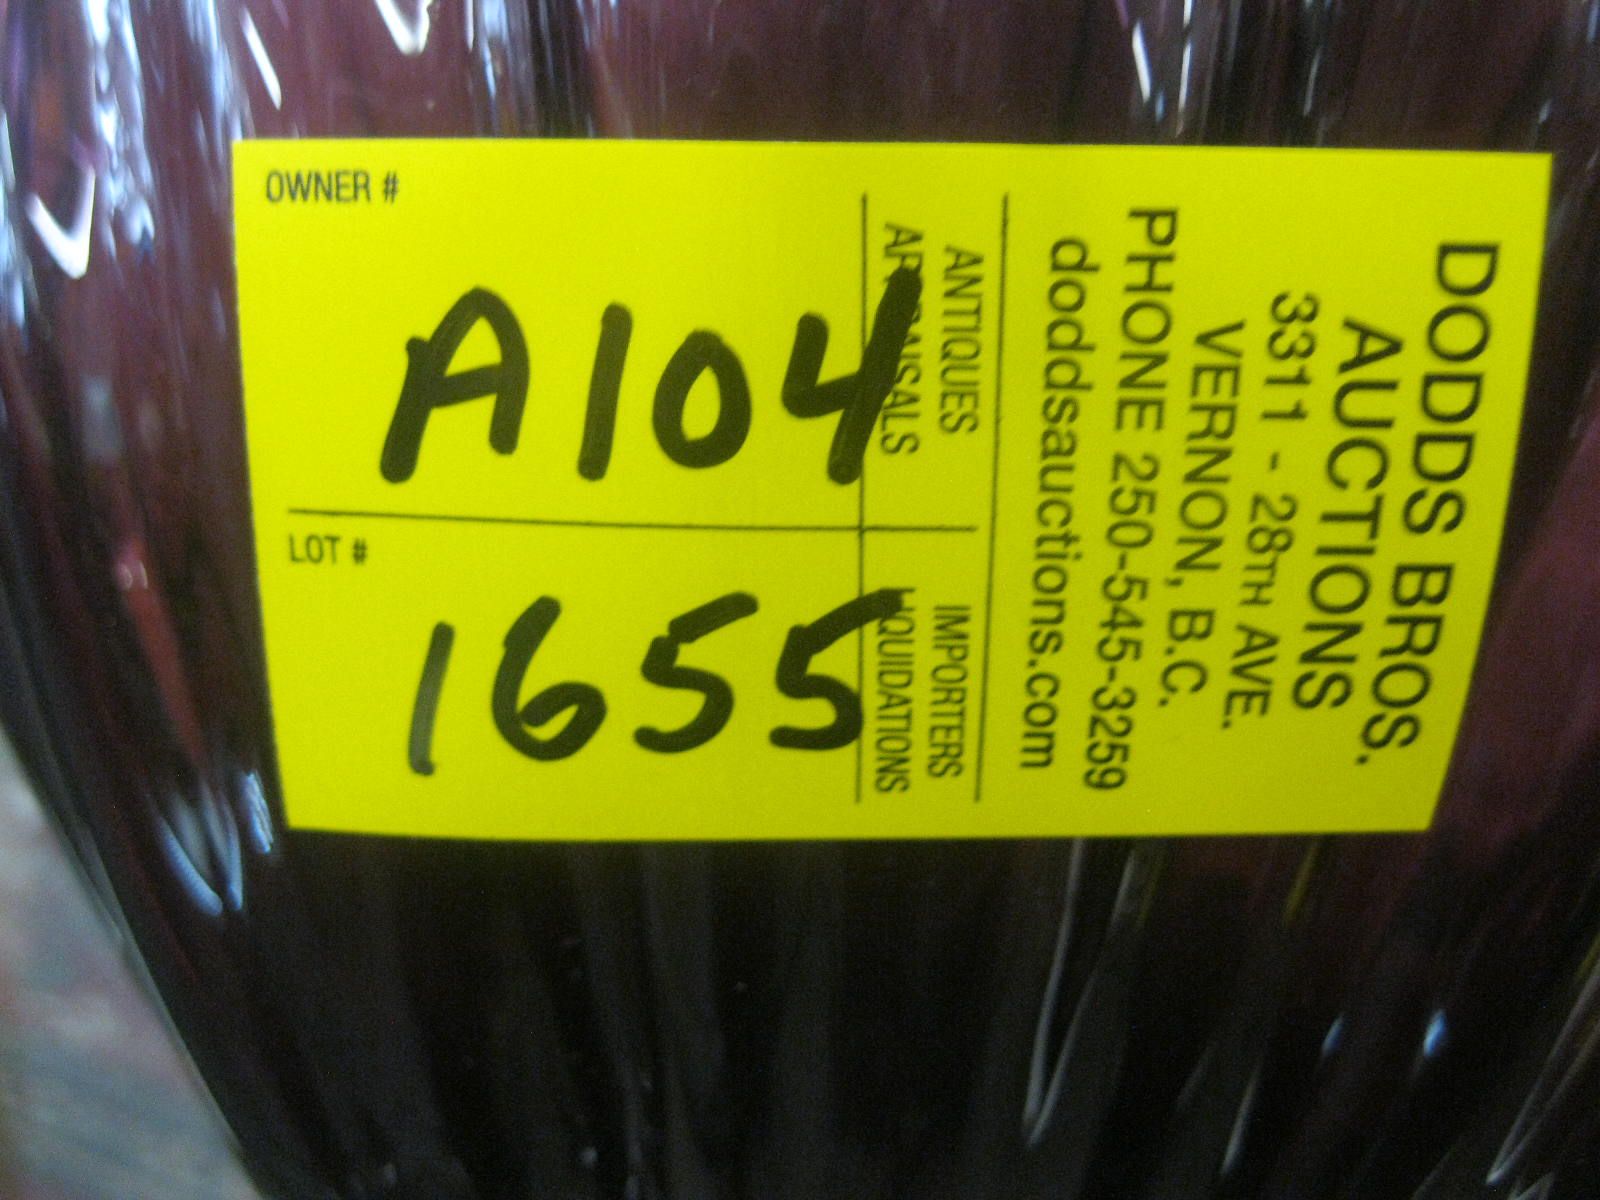 OWNER #
A104
LOT #
1655
DODDS BROS.
AUCTIONS
3311 - 28TH AVE.
VERNON, B.C.
PHONE 250-545-3259
doddsauctions.com
ANTIQUES IMPORTERS
APPRAISALS LIQUIDATIONS